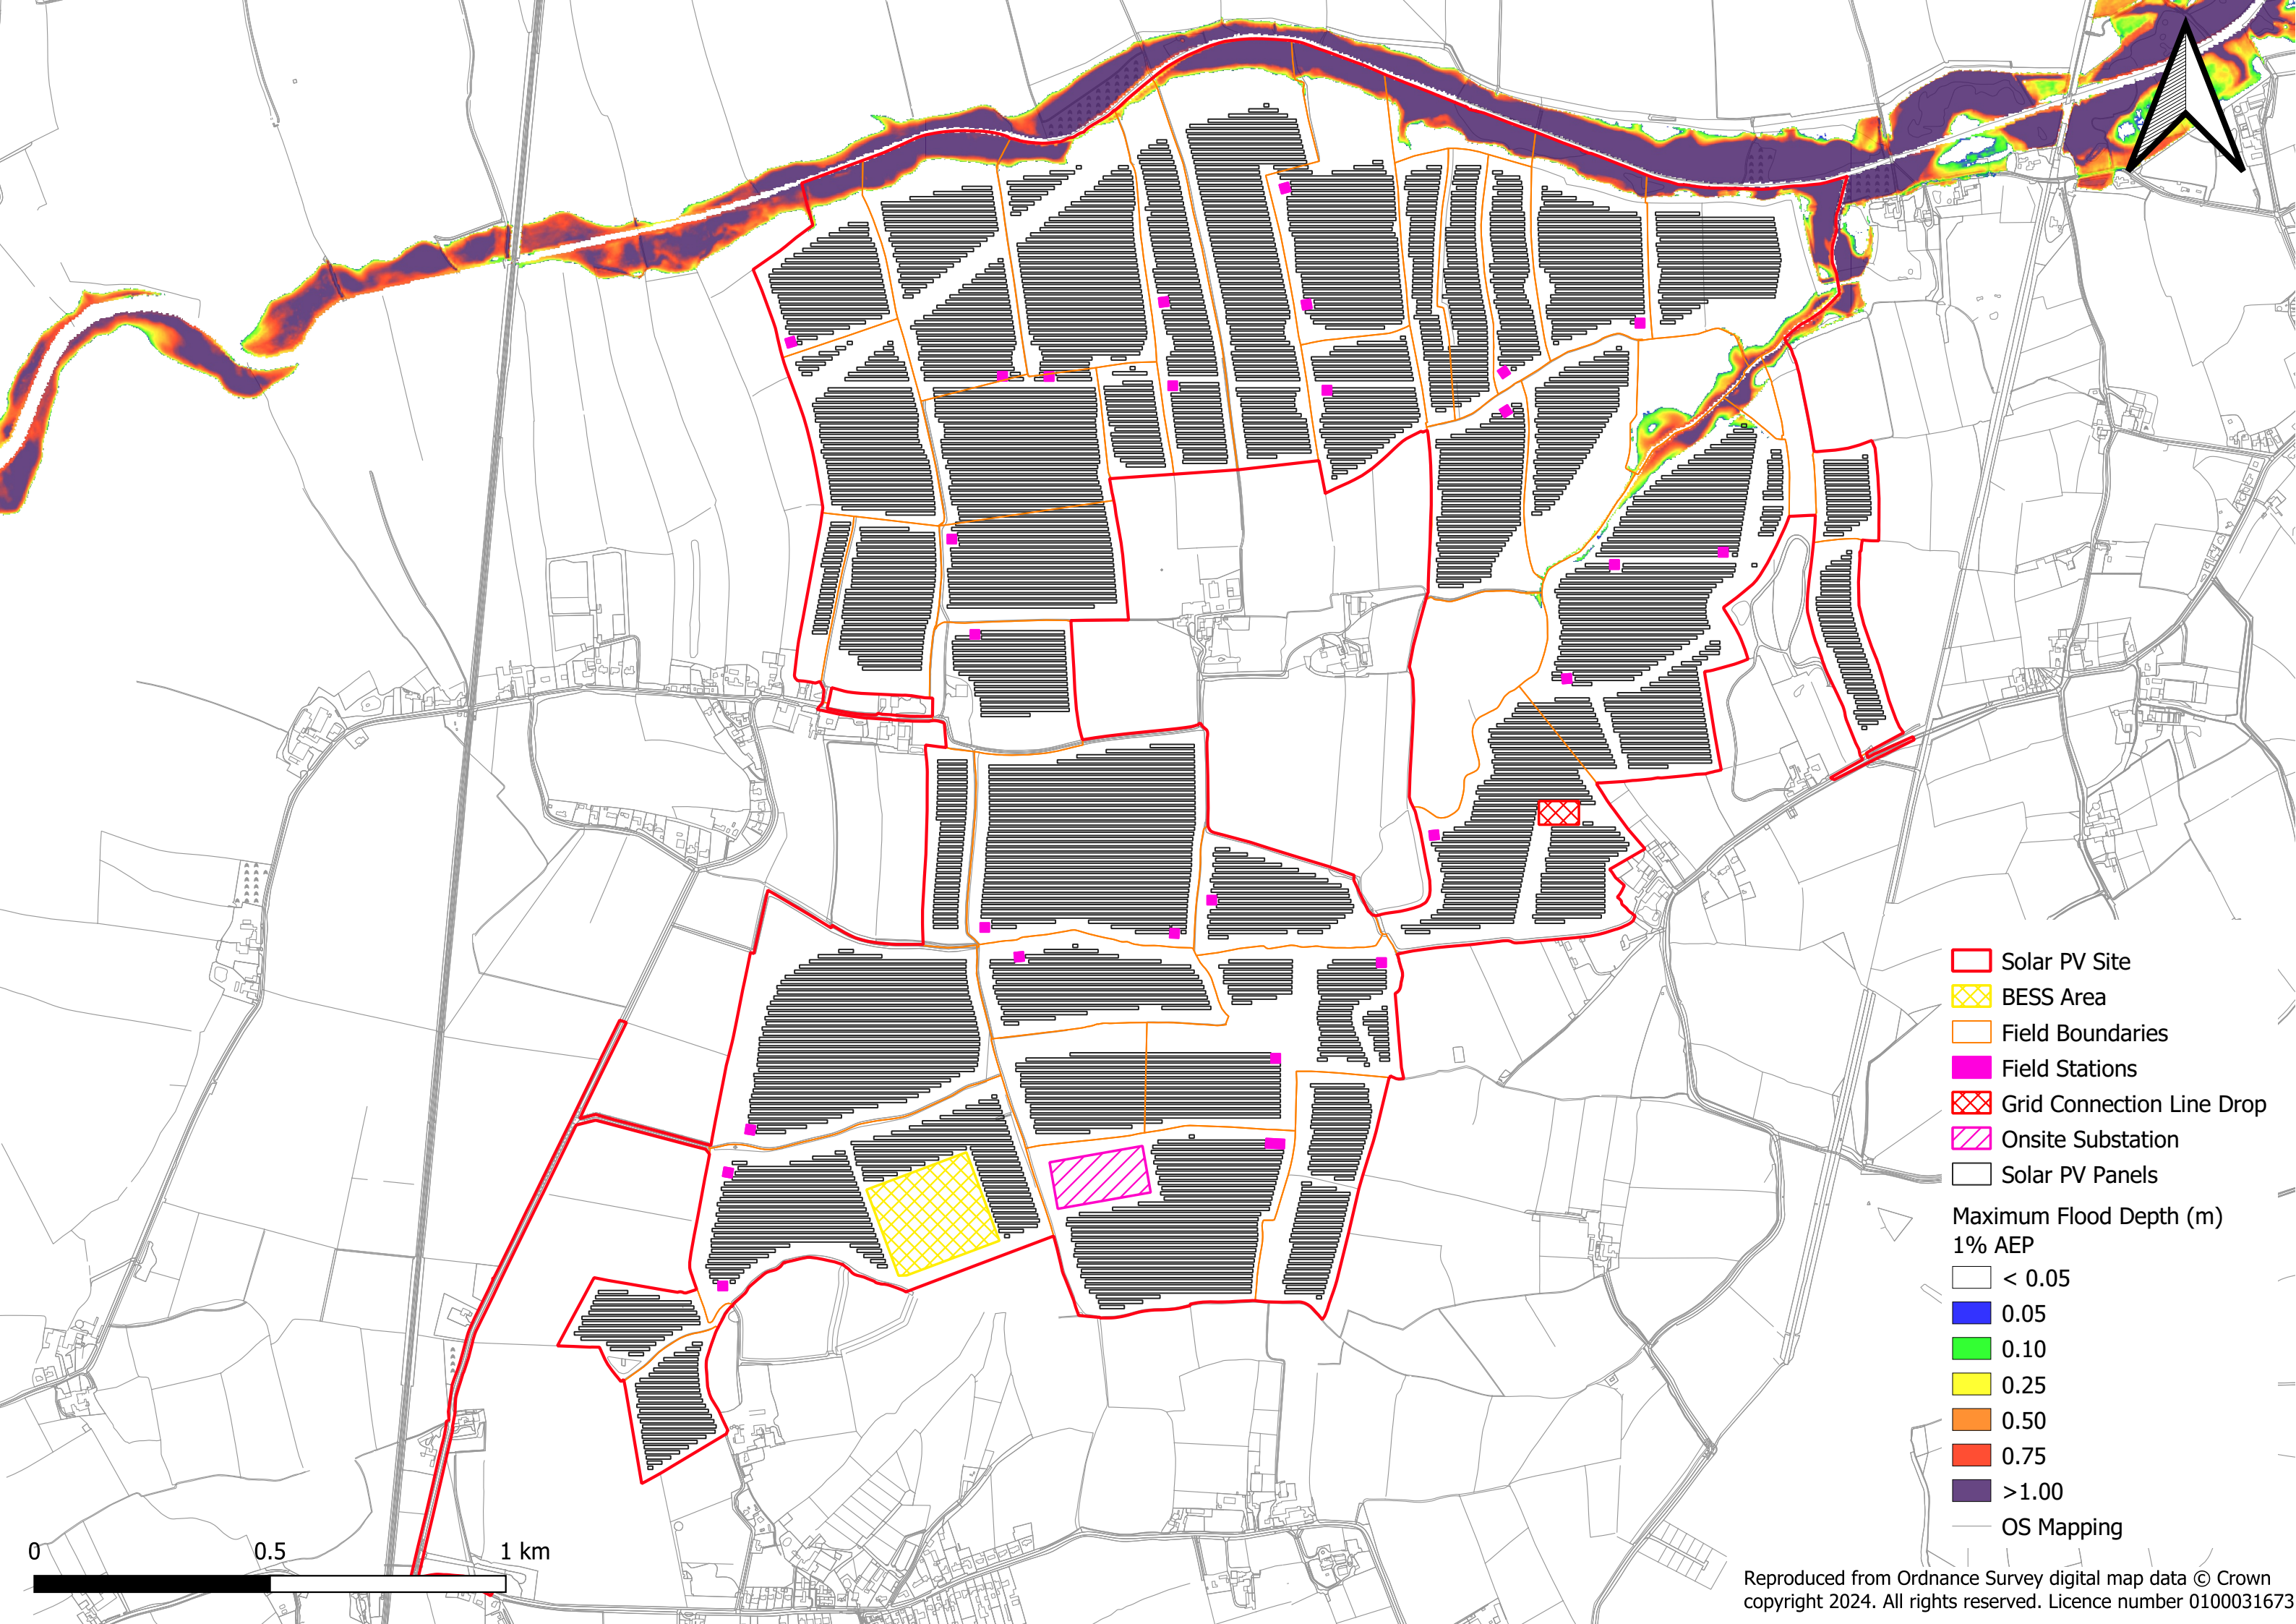 Solar PV Site
BESS Area
Field Boundaries
Field Stations
Grid Connection Line Drop
Onsite Substation
Solar PV Panels
Maximum Flood Depth (m)
1% AEP
< 0.05
0.05
0.10
0.25
0.50
0.75
>1.00
OS Mapping
0 0.5 1 km
Reproduced from Ordnance Survey digital map data © Crown
copyright 2024. All rights reserved. Licence number 0100031673